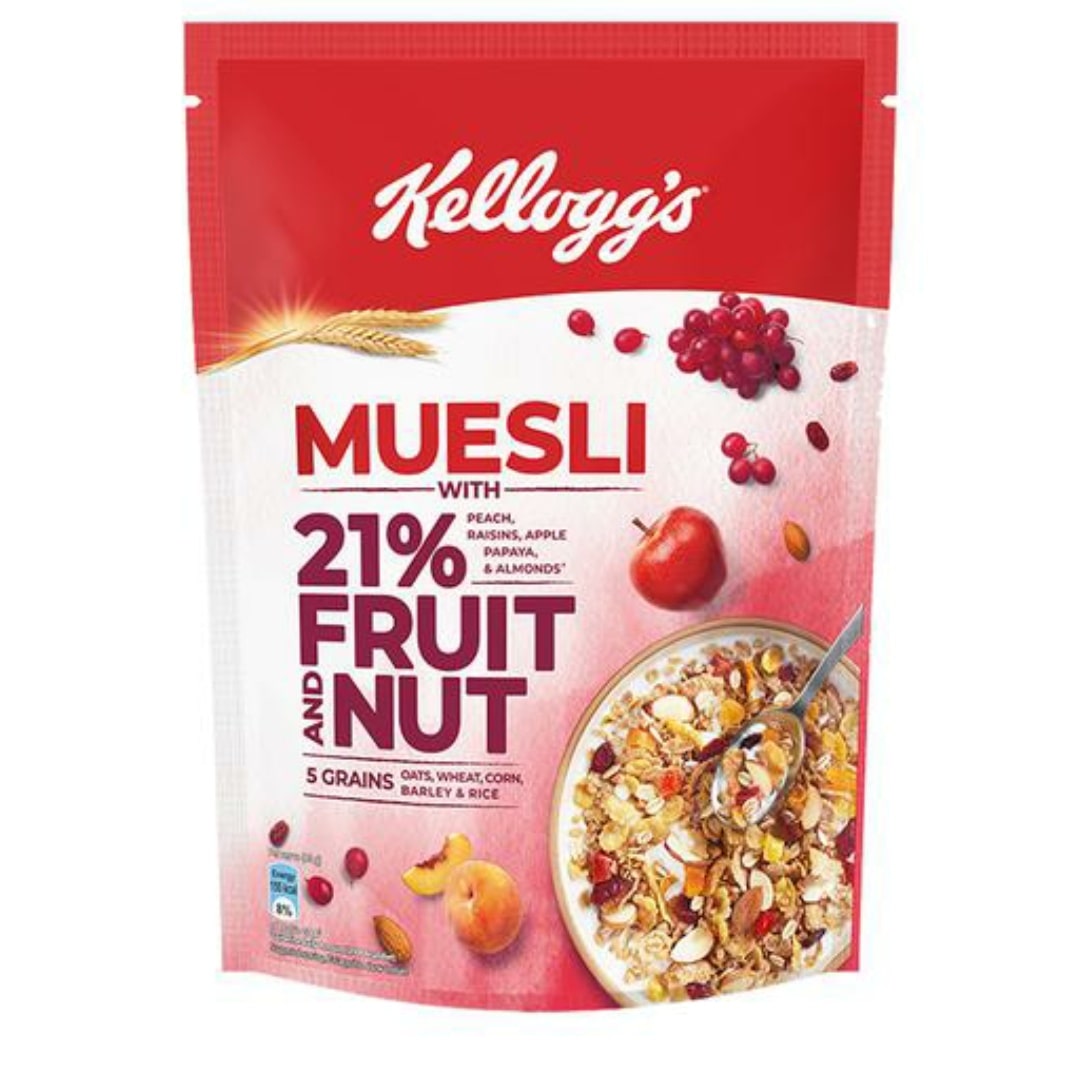 Kellogg's
MUESLI
WITH
21%
PEACH,
RAISINS, APPLE
PAPAYA,
& ALMONDS*
FRUIT
AND NUT
5 GRAINS
OATS, WHEAT, CORN,
BARLEY & RICE
Energy
8%